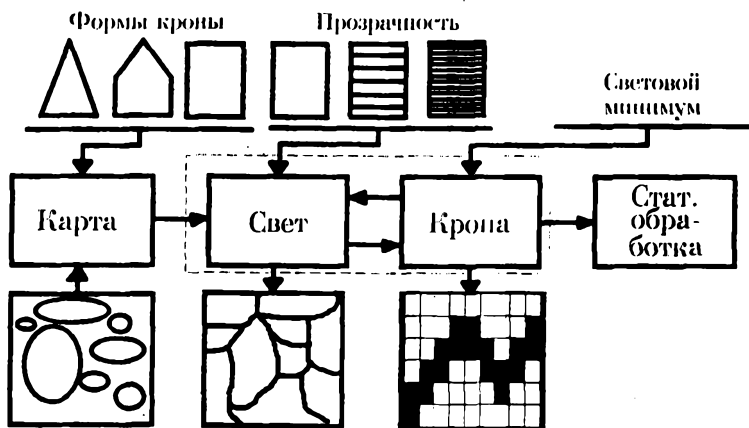 Формы кроны
Прозрачность
Световой
минимум
Карта
Свет
Крона
Стат.
обра-
ботка